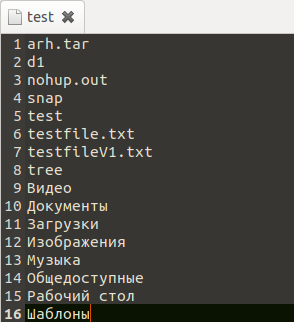 test
1 arh.tar
2 d1
3 nohup.out
4 snap
5 test
6 testfile.txt
7 testfileV1.txt
8 tree
9 Видео
10 Документы
11 Загрузки
12 Изображения
13 Музыка
14 Общедоступные
15 Рабочий стол
16 Шаблоны